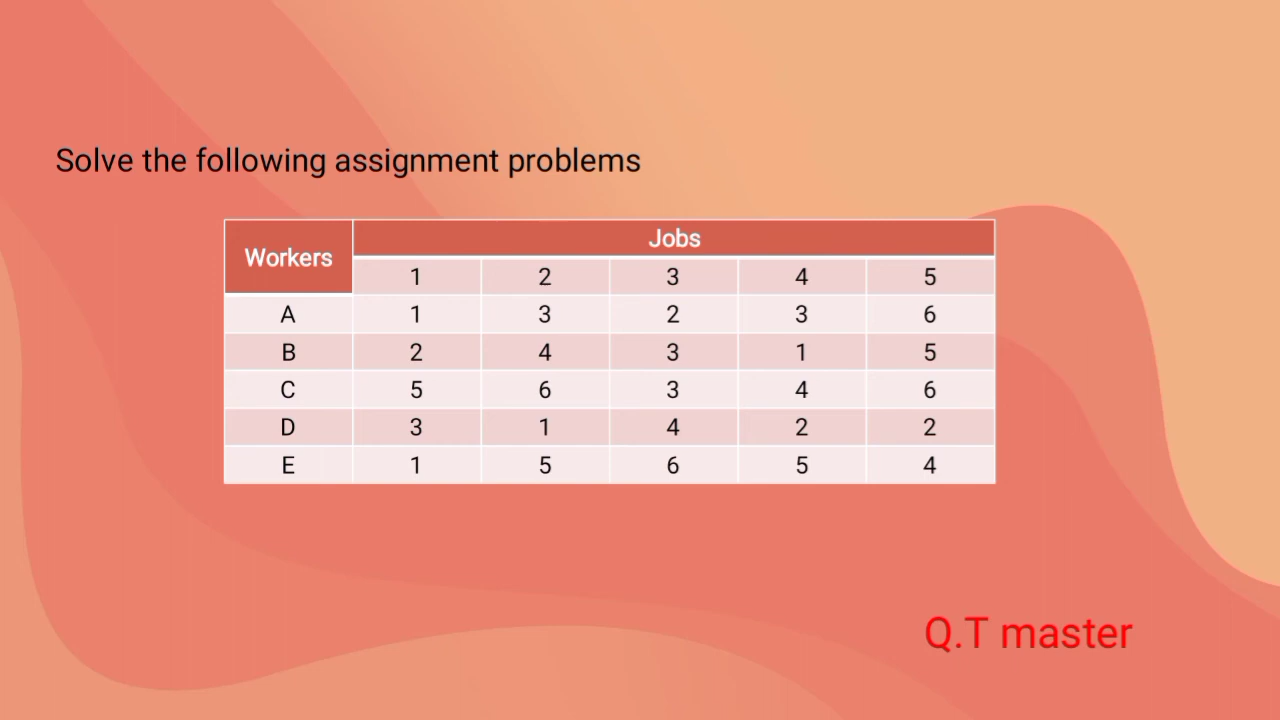 Solve the following assignment problems
Workers Jobs
1 2 3 4 5
A 1 3 2 3 6
B 2 4 3 1 5
C 5 6 3 4 6
D 3 1 4 2 2
E 1 5 6 5 4
Q.T master